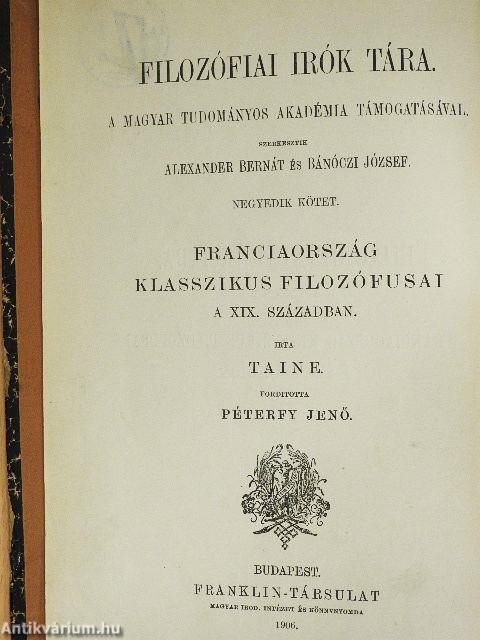 FILOZÓFIAI IRÓK TÁRA.
A MAGYAR TUDOMÁNYOS AKADÉMIA TÁMOGATÁSÁVAL.
SZERKESZTIK
ALEXANDER BERNÁT ÉS BÁNÓCZI JÓZSEF.
NEGYEDIK KÖTET.
FRANCIAORSZÁG
KLASSZIKUS FILOZÓFUSAI
A XIX. SZÁZADBAN.
IRTA
TAINE.
FORDITOTTA
PÉTERFY JENŐ.
BUDAPEST.
FRANKLIN-TÁRSULAT
MAGYAR IROD. INTÉZET ÉS KÖNYVNYOMDA
1906.
Antikvárium.hu